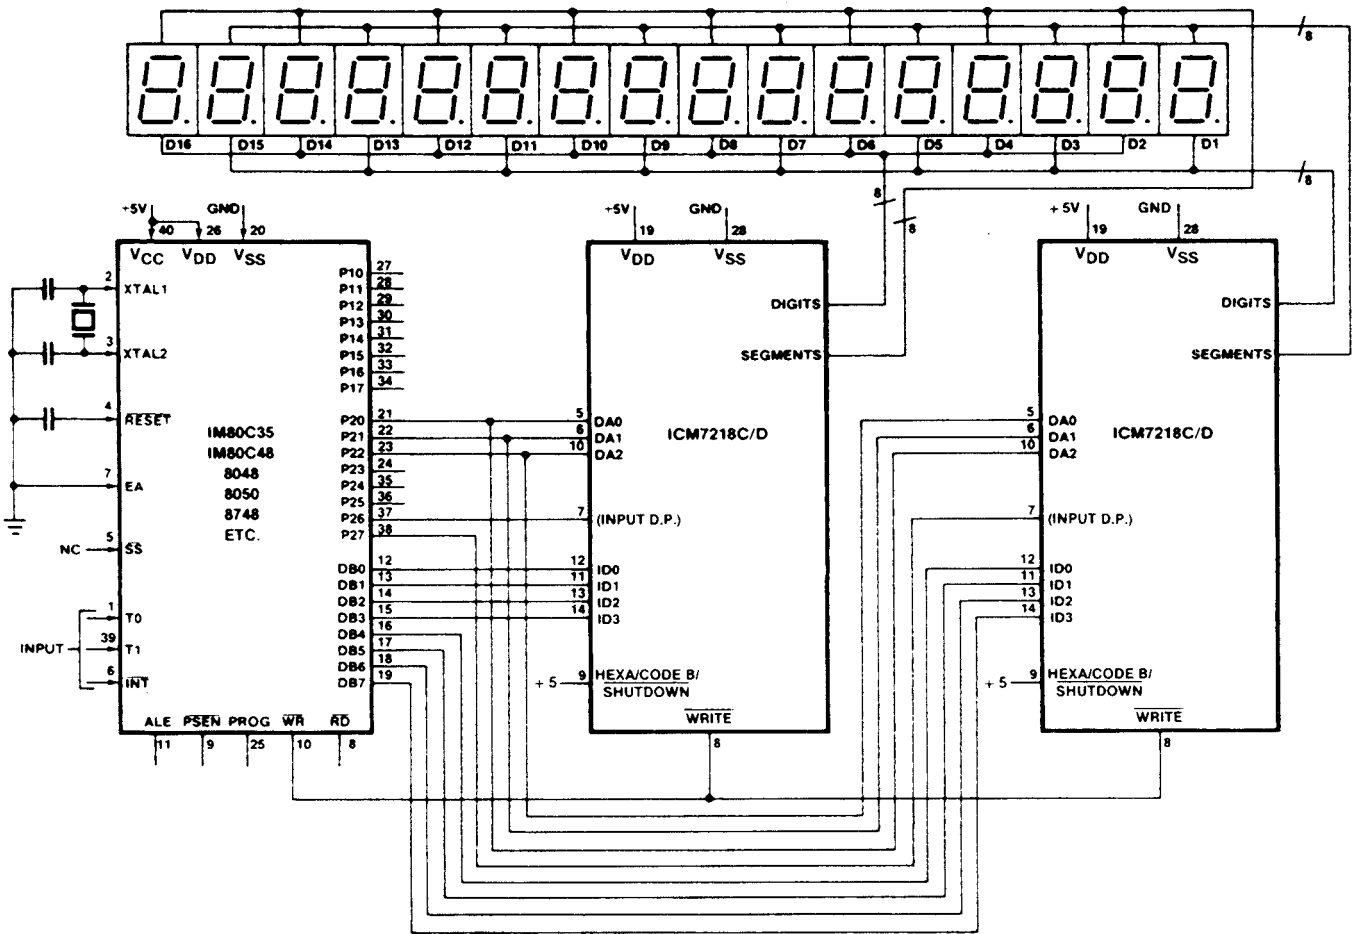 8
D16 D15 D14 D13 D12 D11 D10 D9 D8 D7 D6 D5 D4 D3 D2 D1
8
8
8
+5V GND
40 26 20
VCC VDD VSS
2 XTAL1
3 XTAL2
4 RESET
7 EA
NC 5 SS
INPUT
1 T0
39 T1
6 INT
IM80C35
IM80C48
8048
8050
8748
ETC.
P10 27
P11 28
P12 29
P13 30
P14 31
P15 32
P16 33
P17 34
P20 21
P21 22
P22 23
P23 24
P24 35
P25 36
P26 37
P27 38
DB0 12
DB1 13
DB2 14
DB3 15
DB4 16
DB5 17
DB6 18
DB7 19
ALE PSEN PROG WR RD
11 9 25 10 8
+5V GND
19 28
VDD VSS
DIGITS
SEGMENTS
ICM7218C/D
5 DA0
6 DA1
10 DA2
7 (INPUT D.P.)
12 ID0
11 ID1
13 ID2
14 ID3
+5 9 HEXA/CODE B/
SHUTDOWN
WRITE
8
+5V GND
19 28
VDD VSS
DIGITS
SEGMENTS
ICM7218C/D
5 DA0
6 DA1
10 DA2
7 (INPUT D.P.)
12 ID0
11 ID1
13 ID2
14 ID3
+5 9 HEXA/CODE B/
SHUTDOWN
WRITE
8